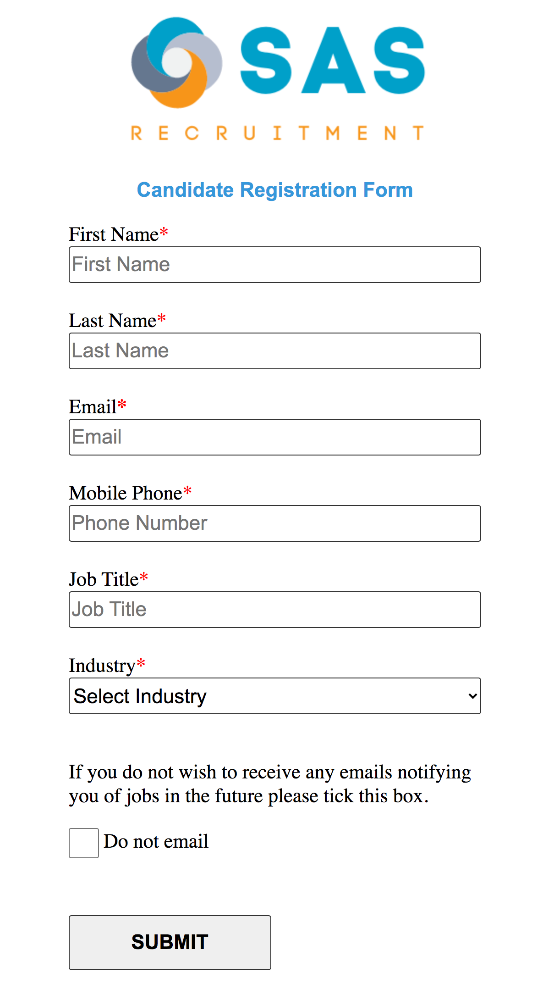 SAS
RECRUITMENT
Candidate Registration Form
First Name*
First Name
Last Name*
Last Name
Email*
Email
Mobile Phone*
Phone Number
Job Title*
Job Title
Industry*
Select Industry
If you do not wish to receive any emails notifying
you of jobs in the future please tick this box.
Do not email
SUBMIT